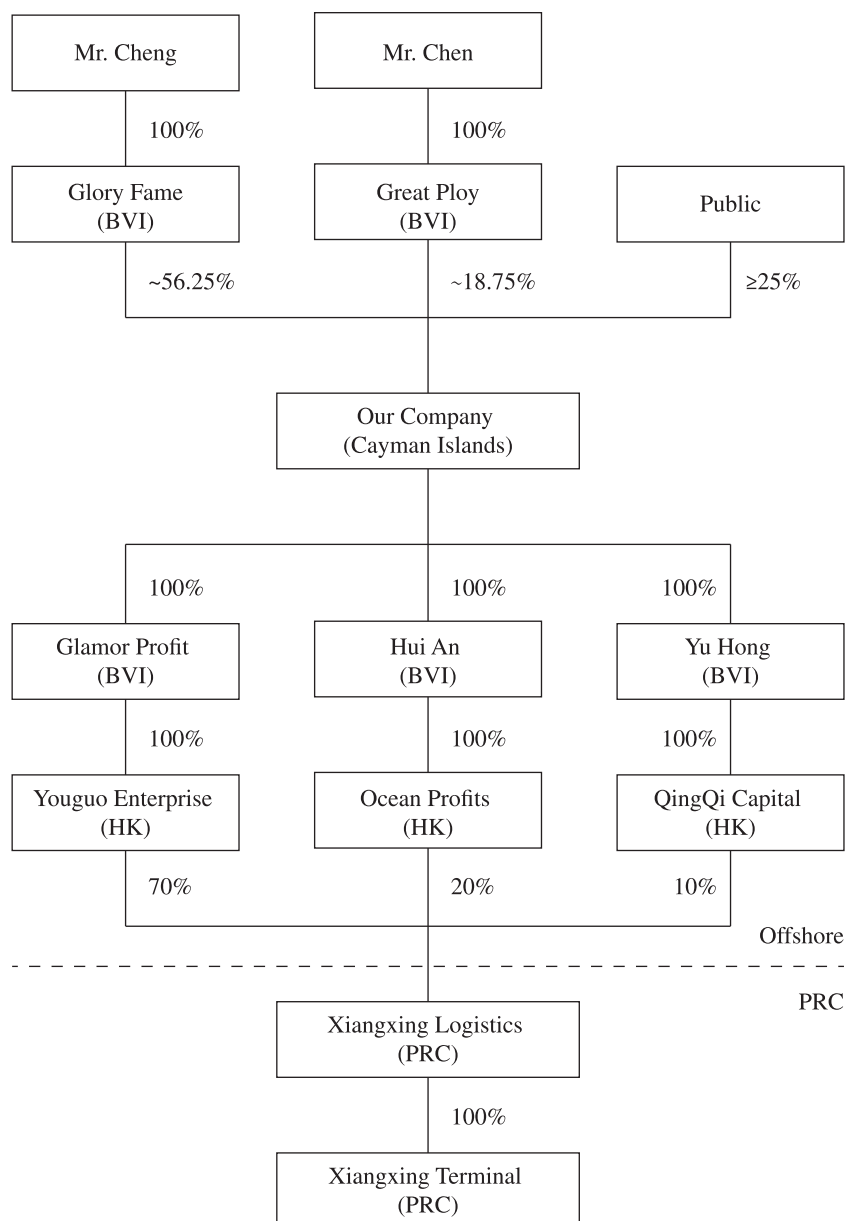 Mr. Cheng
Mr. Chen
100%
100%
Glory Fame
(BVI)
Great Ploy
(BVI)
Public
~56.25%
~18.75%
≥25%
Our Company
(Cayman Islands)
100%
100%
100%
Glamor Profit
(BVI)
Hui An
(BVI)
Yu Hong
(BVI)
100%
100%
100%
Youguo Enterprise
(HK)
Ocean Profits
(HK)
QingQi Capital
(HK)
70%
20%
10%
Offshore
PRC
Xiangxing Logistics
(PRC)
100%
Xiangxing Terminal
(PRC)